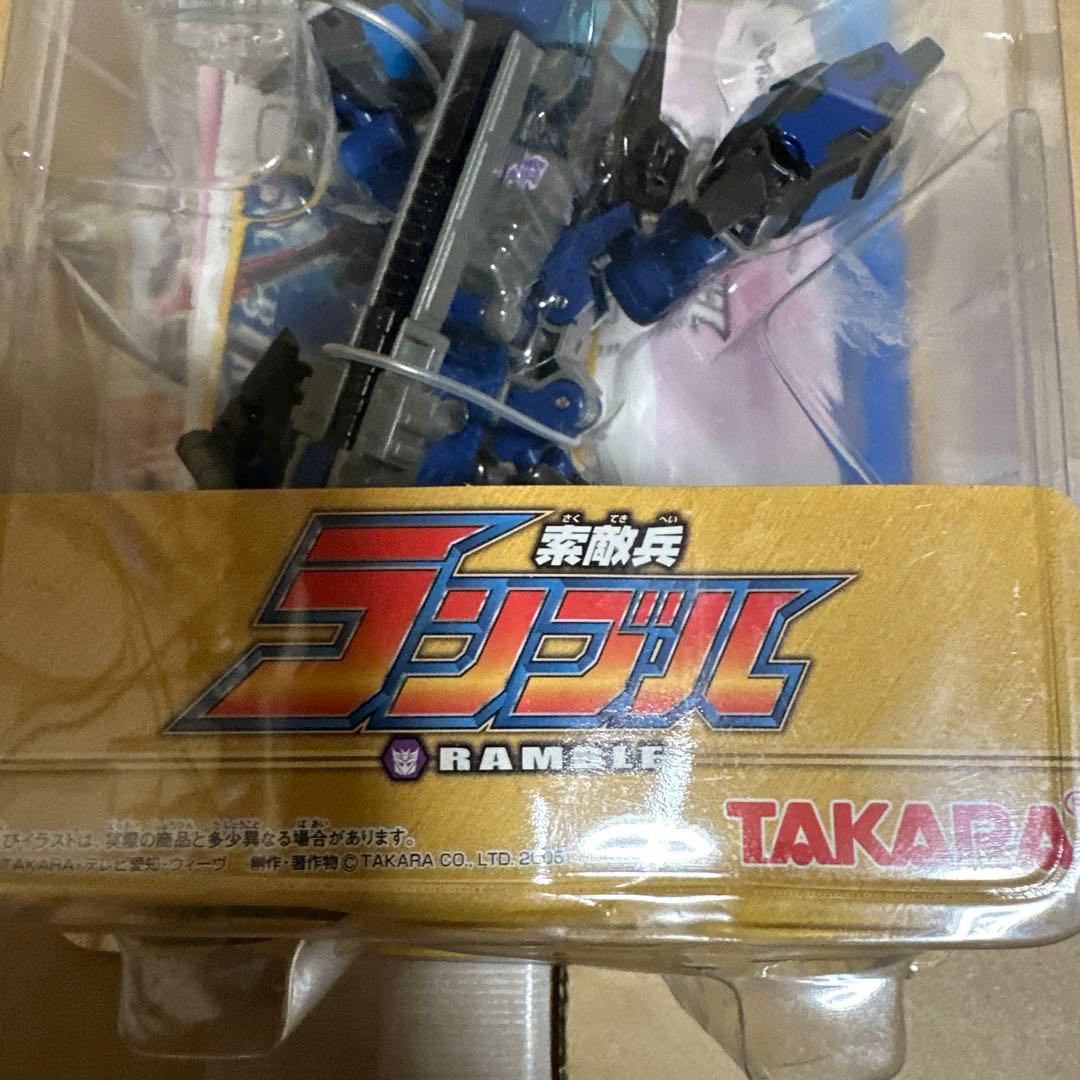 さく てき へい
索敵兵
ランブル
RAMBLE
びイラストは、実際の商品と多少異なる場合があります。
TAKARA・テレビ愛知・ウィーヴ 創作・著作物©TAKARA CO., LTD. 2005
TAKARA®